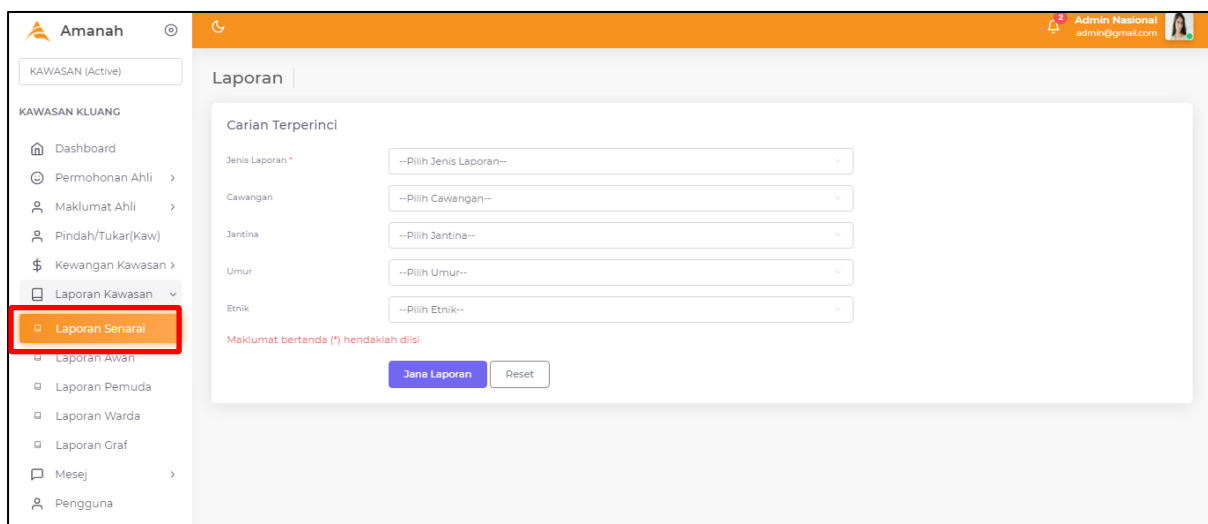 Amanah
KAWASAN (Active)
KAWASAN KLUANG
Dashboard
Permohonan Ahli
Maklumat Ahli
Pindah/Tukar(Kaw)
Kewangan Kawasan
Laporan Kawasan
Laporan Senarai
Laporan Awan
Laporan Pemuda
Laporan Warda
Laporan Graf
Mesej
Pengguna
2
Admin Nasional
admin@gmail.com
Laporan
Carian Terperinci
Jenis Laporan * --Pilih Jenis Laporan--
Cawangan --Pilih Cawangan--
Jantina --Pilih Jantina--
Umur --Pilih Umur--
Etnik --Pilih Etnik--
Maklumat bertanda (*) hendaklah diisi
Jana Laporan Reset